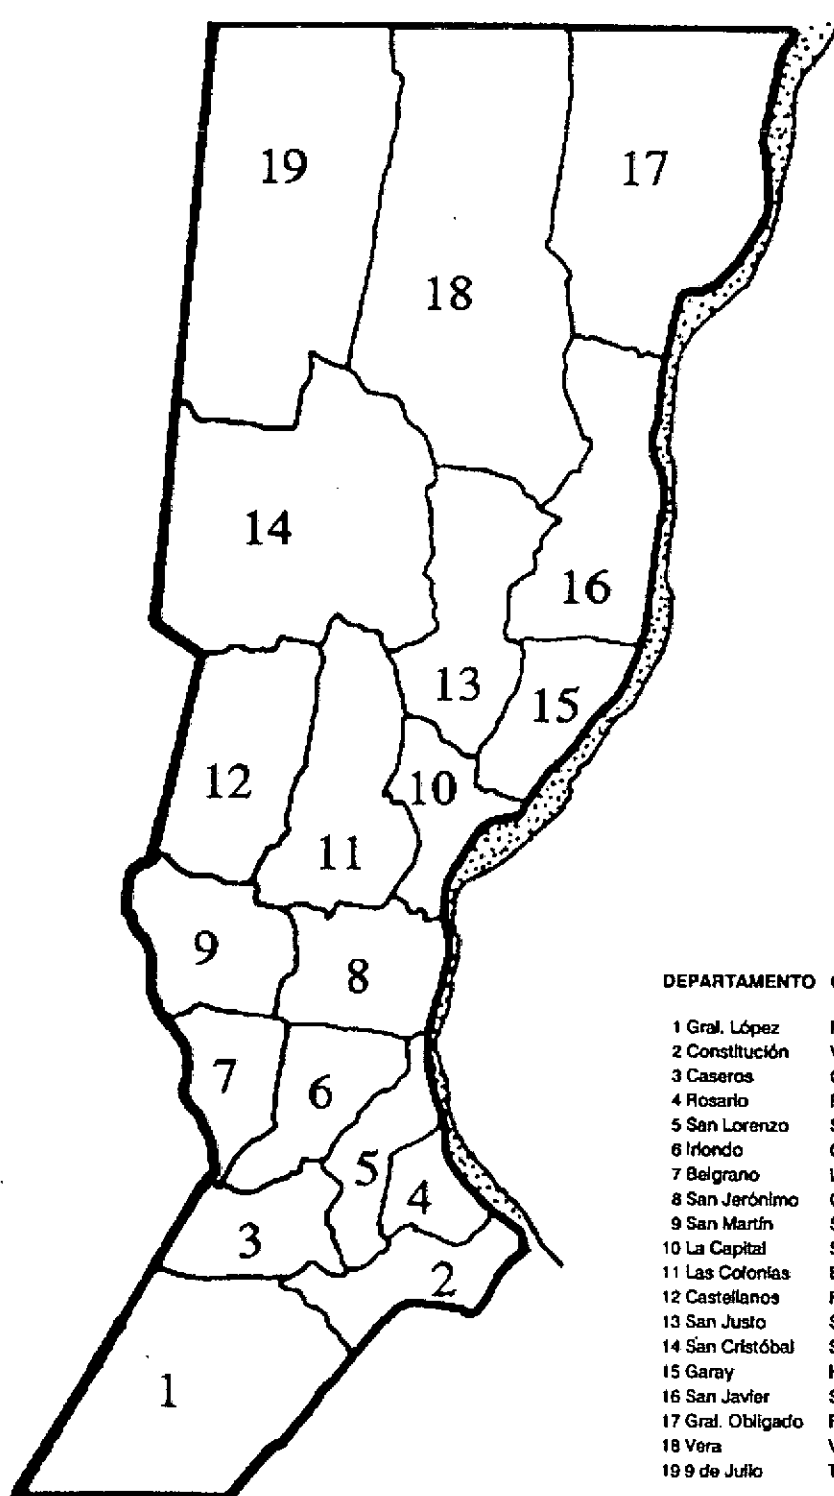 19
17
18
14
16
13
15
12
10
11
9
8
7
6
5
4
3
2
1
DEPARTAMENTO
1 Gral. López
2 Constitución
3 Caseros
4 Rosario
5 San Lorenzo
6 Iriondo
7 Belgrano
8 San Jerónimo
9 San Martín
10 La Capital
11 Las Colonias
12 Castellanos
13 San Justo
14 San Cristóbal
15 Garay
16 San Javier
17 Gral. Obligado
18 Vera
19 9 de Julio